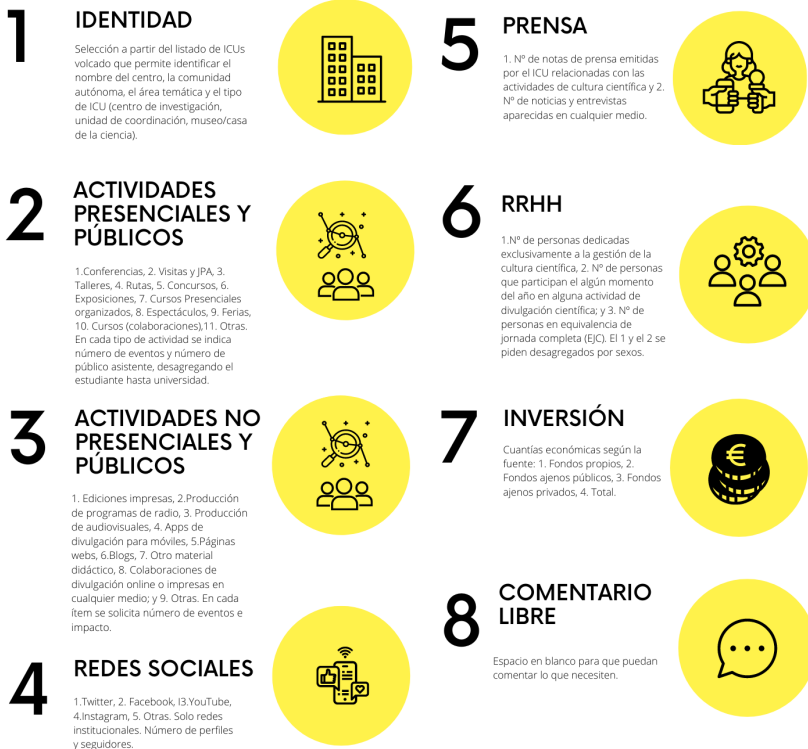 1
IDENTIDAD
Selección a partir del listado de ICUs
volcado que permite identificar el
nombre del centro, la comunidad
autónoma, el área temática y el tipo
de ICU (centro de investigación,
unidad de coordinación, museo/casa
de la ciencia).
2
ACTIVIDADES
PRESENCIALES Y
PÚBLICOS
1.Conferencias, 2. Visitas y JPA, 3.
Talleres, 4. Rutas, 5. Concursos, 6.
Exposiciones, 7. Cursos Presenciales
organizados, 8. Espectáculos, 9. Ferias,
10. Cursos (colaboraciones),11. Otras.
En cada tipo de actividad se indica
número de eventos y número de
público asistente, desagregando el
estudiante hasta universidad.
3
ACTIVIDADES NO
PRESENCIALES Y
PÚBLICOS
1. Ediciones impresas, 2.Producción
de programas de radio, 3. Producción
de audiovisuales, 4. Apps de
divulgación para móviles, 5.Páginas
webs, 6.Blogs, 7. Otro material
didáctico, 8. Colaboraciones de
divulgación online o impresas en
cualquier medio; y 9. Otras. En cada
ítem se solicita número de eventos e
impacto.
4
REDES SOCIALES
1.Twitter, 2. Facebook, I3.YouTube,
4.Instagram, 5. Otras. Solo redes
institucionales. Número de perfiles
y seguidores.
5
PRENSA
1. Nº de notas de prensa emitidas
por el ICU relacionadas con las
actividades de cultura científica y 2.
Nº de noticias y entrevistas
aparecidas en cualquier medio.
6
RRHH
1.Nº de personas dedicadas
exclusivamente a la gestión de la
cultura científica, 2. Nº de personas
que participan el algún momento
del año en alguna actividad de
divulgación científica; y 3. Nº de
personas en equivalencia de
jornada completa (EJC). El 1 y el 2 se
piden desagregados por sexos.
7
INVERSIÓN
Cuantías económicas según la
fuente: 1. Fondos propios, 2.
Fondos ajenos públicos, 3. Fondos
ajenos privados, 4. Total.
€
8
COMENTARIO
LIBRE
Espacio en blanco para que puedan
comentar lo que necesiten.